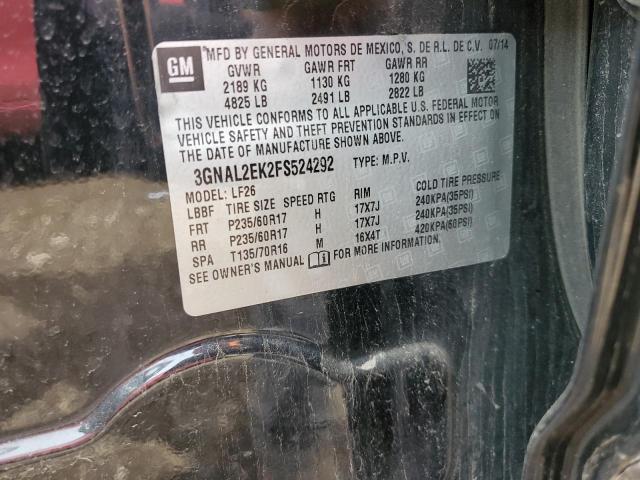 GM
MFD BY GENERAL MOTORS DE MEXICO, S. DE R.L. DE C.V. 07/14
GVWR GAWR FRT GAWR RR
2189 KG 1130 KG 1280 KG
4825 LB 2491 LB 2822 LB
THIS VEHICLE CONFORMS TO ALL APPLICABLE U.S. FEDERAL MOTOR
VEHICLE SAFETY AND THEFT PREVENTION STANDARDS IN EFFECT ON
THE DATE OF MANUFACTURE SHOWN ABOVE.
3GNAL2EK2FS524292 TYPE: M.P.V.
MODEL: LF26
LBBF TIRE SIZE SPEED RTG RIM COLD TIRE PRESSURE
FRT P235/60R17 H 17X7J 240KPA(35PSI)
RR P235/60R17 H 17X7J 240KPA(35PSI)
SPA T135/70R16 M 16X4T 420KPA(60PSI)
SEE OWNER'S MANUAL FOR MORE INFORMATION